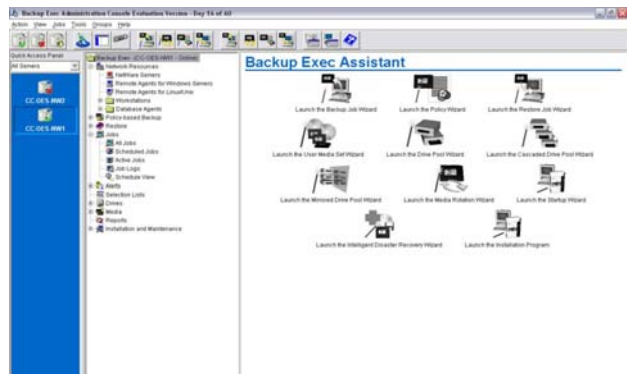 Backup Exec Administration Console Evaluation Version - Day 14 of 60
Action View Jobs Tools Groups Help
Quick Access Panel
All Servers
CC-OES-NW2
CC-OES-NW1
Backup Exec (CC-OES-NW1 - Online)
Network Resources
NetWare Servers
Remote Agents for Windows Servers
Remote Agents for Linux/Unix
Workstations
Database Agents
Policy-based Backup
Restore
Jobs
All Jobs
Scheduled Jobs
Active Jobs
Job Logs
Schedule View
Alerts
Selection Lists
Drives
Media
Reports
Installation and Maintenance
Backup Exec Assistant
Launch the Backup Job Wizard
Launch the Policy Wizard
Launch the Restore Job Wizard
Launch the User Media Set Wizard
Launch the Drive Pool Wizard
Launch the Cascaded Drive Pool Wizard
Launch the Mirrored Drive Pool Wizard
Launch the Media Rotation Wizard
Launch the Startup Wizard
Launch the Intelligent Disaster Recovery Wizard
Launch the Installation Program